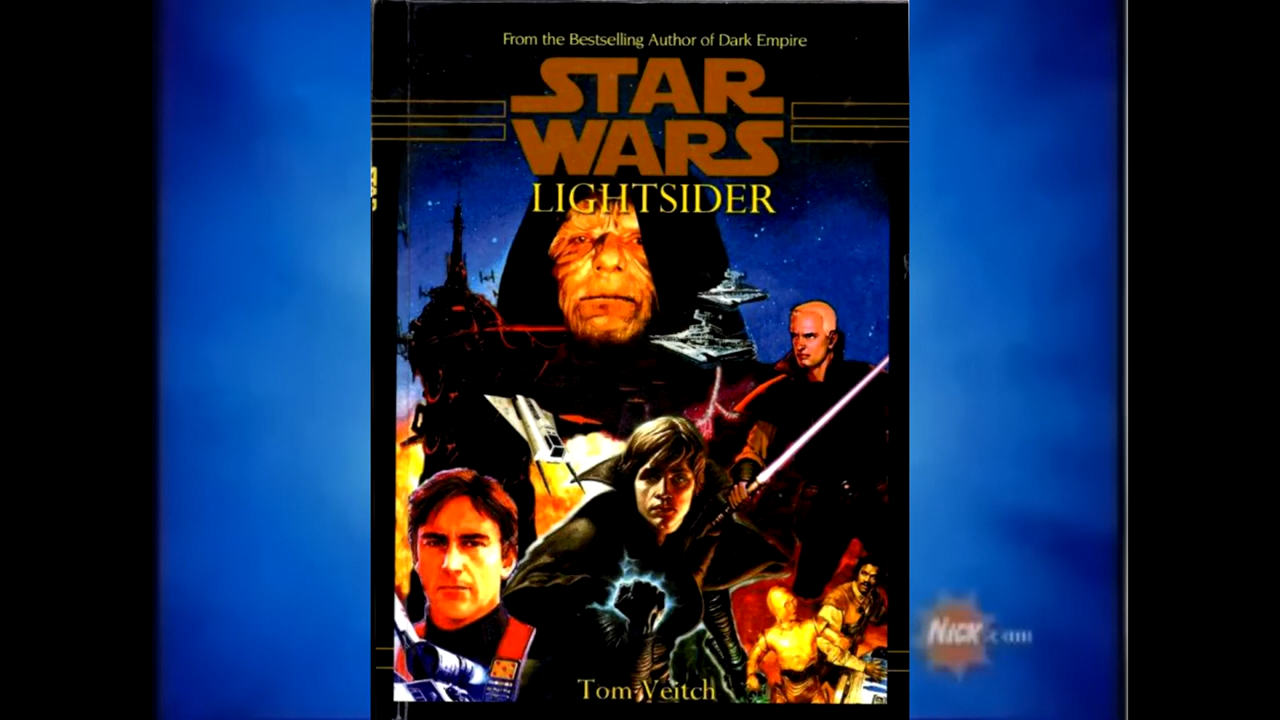 From the Bestselling Author of Dark Empire
STAR
WARS
LIGHTSIDER
Tom Veitch
Nick.com